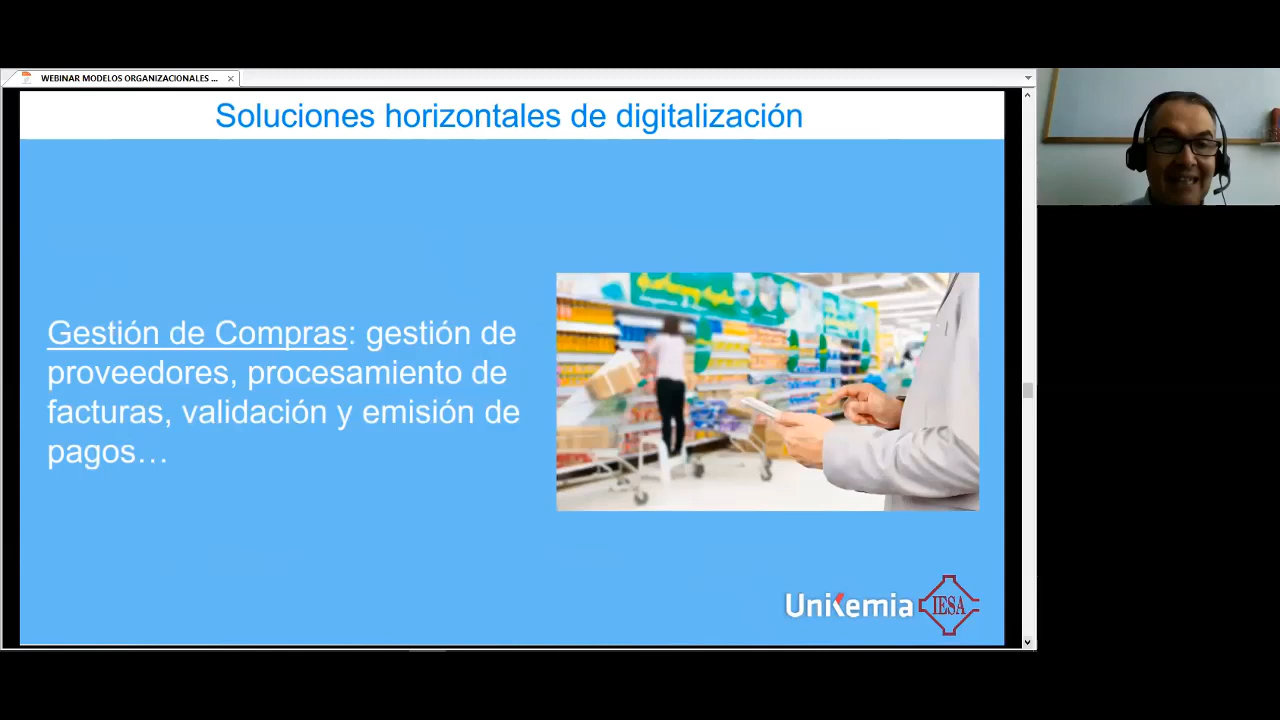 WEBINAR MODELOS ORGANIZACIONALES ...
Soluciones horizontales de digitalización
Gestión de Compras: gestión de
proveedores, procesamiento de
facturas, validación y emisión de
pagos…
Unikemia
IESA